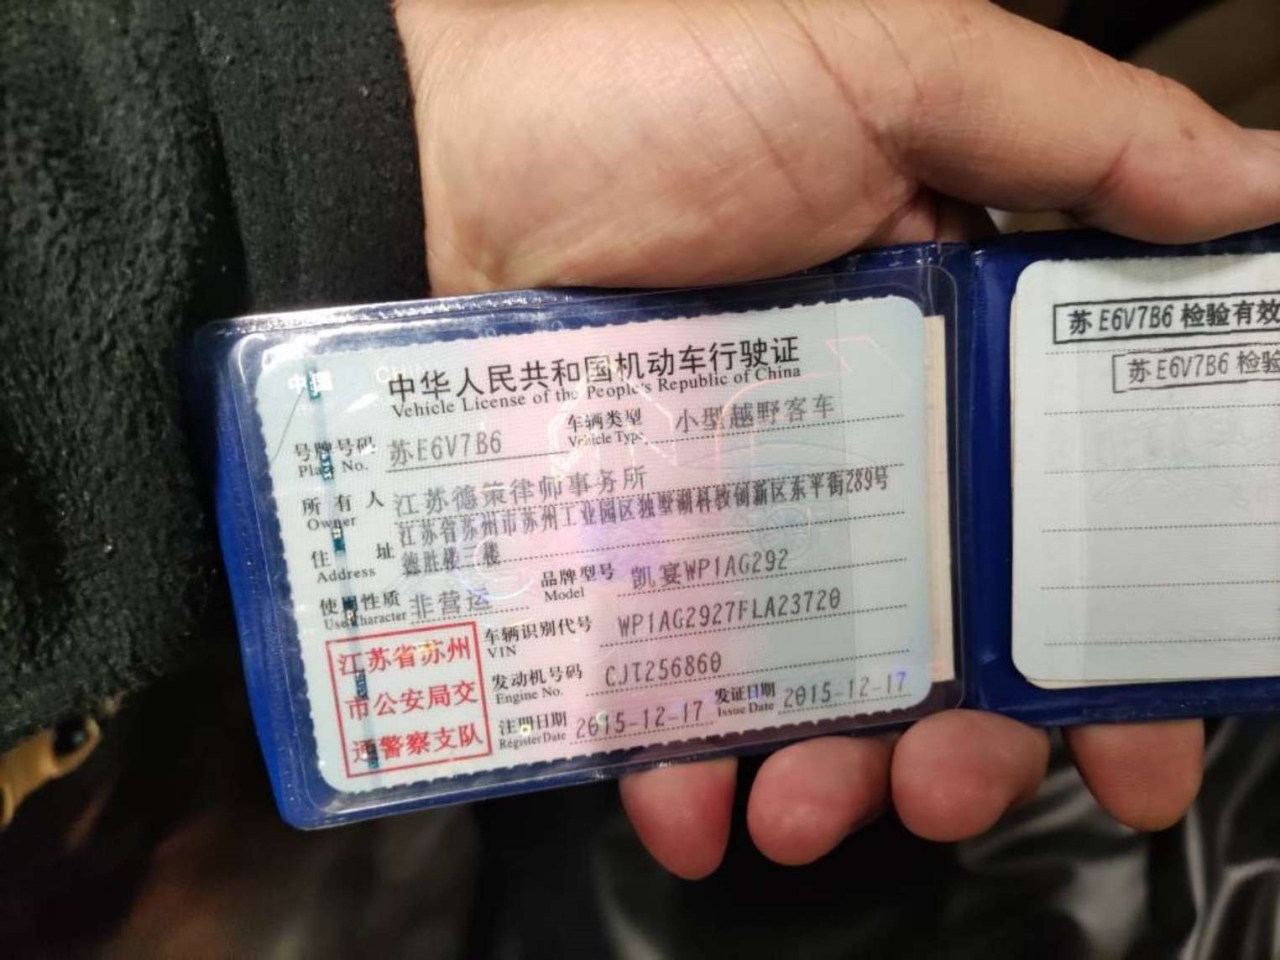 中华人民共和国机动车行驶证
Vehicle License of the People's Republic of China
号牌号码 苏E6V7B6 车辆类型 小型越野客车
Plate No. Vehicle Type
所有人 江苏德策律师事务所
Owner
住址 江苏省苏州市苏州工业园区独墅湖科教创新区东平街289号
Address 德胜楼三楼
使用性质 非营运 品牌型号 凯宴WP1AG292
Use Character Model
车辆识别代号 WP1AG2927FLA23720
VIN
发动机号码 CJT256860
Engine No.
注册日期 2015-12-17 发证日期 2015-12-17
Register Date Issue Date
江苏省苏州
市公安局交
通警察支队
苏E6V7B6 检验有效
苏E6V7B6 检验